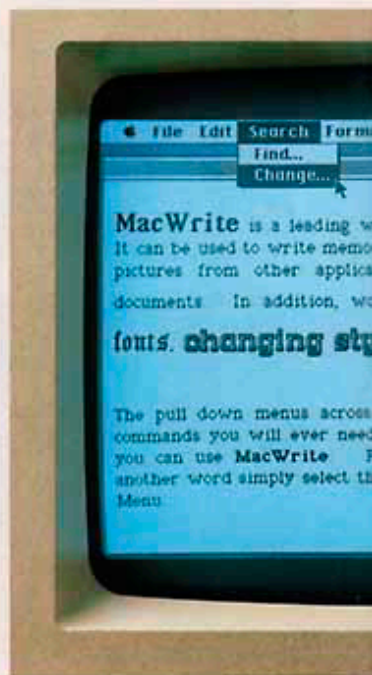 File Edit Search Forma
Find...
Change...
MacWrite is a leading w
It can be used to write memo
pictures from other applica
documents. In addition, wo
fonts, changing sty
The pull down menus across
commands you will ever need
you can use MacWrite. F
another word simply select th
Menu.